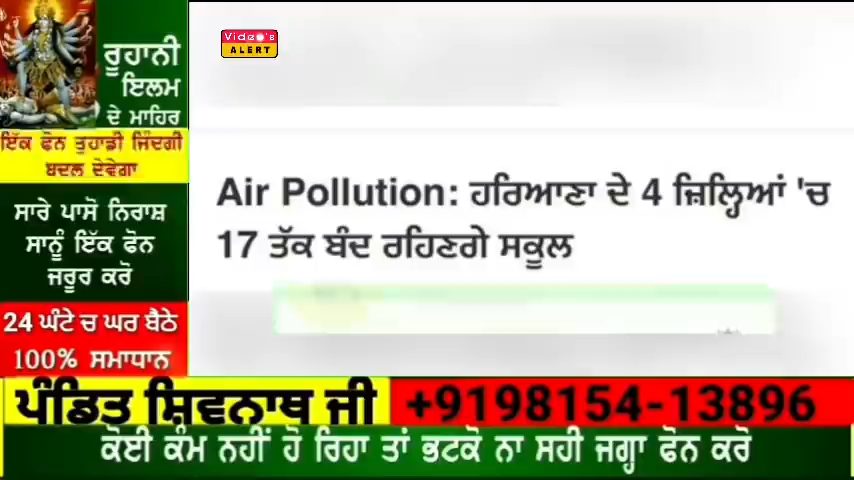 Video's
ALERT
ਰੂਹਾਨੀ
ਇਲਮ
ਦੇ ਮਾਹਿਰ
ਇੱਕ ਫੋਨ ਤੁਹਾਡੀ ਜਿੰਦਗੀ
ਬਦਲ ਦੇਵੇਗਾ
ਸਾਰੇ ਪਾਸੋ ਨਿਰਾਸ਼
ਸਾਨੂੰ ਇੱਕ ਫੋਨ
ਜਰੂਰ ਕਰੋ
24 ਘੰਟੇ ਚ ਘਰ ਬੈਠੇ
100% ਸਮਾਧਾਨ
Air Pollution: ਹਰਿਆਣਾ ਦੇ 4 ਜ਼ਿਲ੍ਹਿਆਂ 'ਚ
17 ਤੱਕ ਬੰਦ ਰਹਿਣਗੇ ਸਕੂਲ
ਪੰਡਿਤ ਸ਼ਿਵਨਾਥ ਜੀ +9198154-13896
ਕੋਈ ਕੰਮ ਨਹੀਂ ਹੋ ਰਿਹਾ ਤਾਂ ਭਟਕੋ ਨਾ ਸਹੀ ਜਗ੍ਹਾ ਫੋਨ ਕਰੋ